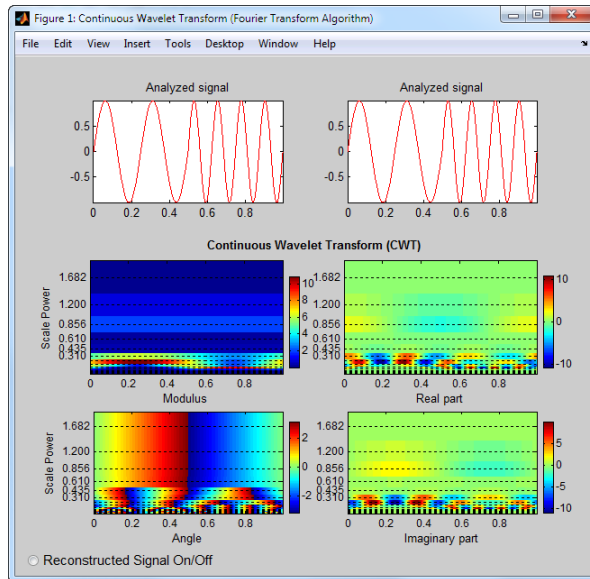 Figure 1: Continuous Wavelet Transform (Fourier Transform Algorithm)
File Edit View Insert Tools Desktop Window Help
Analyzed signal Analyzed signal
0.5 0.5
0 0
-0.5 -0.5
0 0.2 0.4 0.6 0.8 0 0.2 0.4 0.6 0.8
Continuous Wavelet Transform (CWT)
Scale Power
1.682
1.200
0.856
0.610
0.435
0.310
0 0.2 0.4 0.6 0.8
Modulus
10
8
6
4
2
1.682
1.200
0.856
0.610
0.435
0.310
0 0.2 0.4 0.6 0.8
Real part
10
5
0
-5
-10
Scale Power
1.682
1.200
0.856
0.610
0.435
0.310
0 0.2 0.4 0.6 0.8
Angle
2
0
-2
1.682
1.200
0.856
0.610
0.435
0.310
0 0.2 0.4 0.6 0.8
Imaginary part
5
0
-5
-10
Reconstructed Signal On/Off